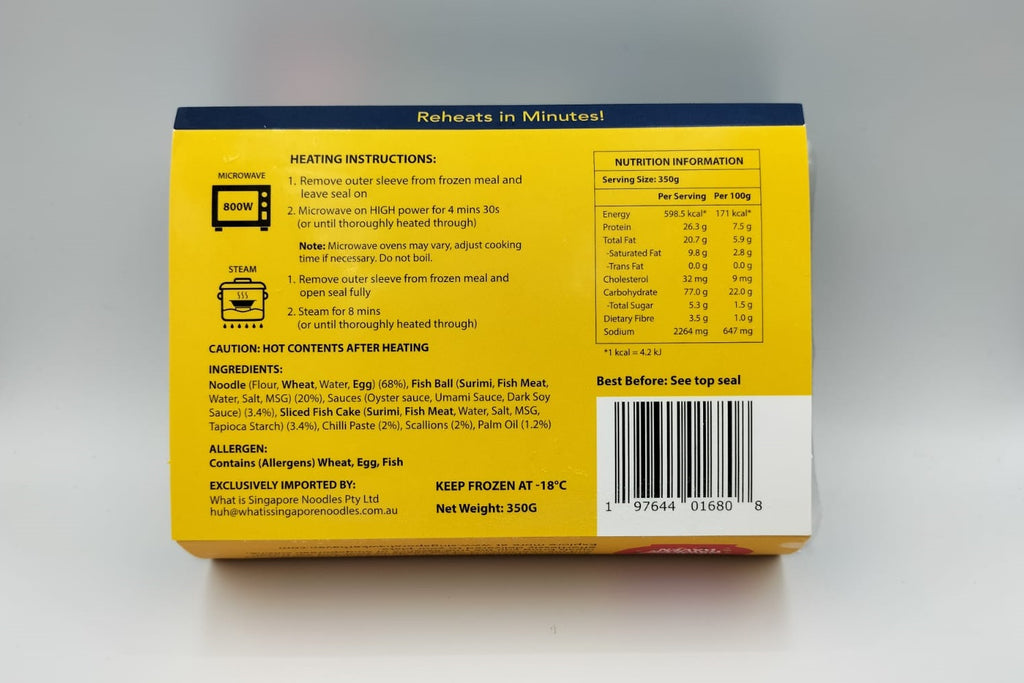 Reheats in Minutes!
HEATING INSTRUCTIONS:
MICROWAVE
800W
1. Remove outer sleeve from frozen meal and
leave seal on
2. Microwave on HIGH power for 4 mins 30s
(or until thoroughly heated through)
Note: Microwave ovens may vary, adjust cooking
time if necessary. Do not boil.
STEAM
1. Remove outer sleeve from frozen meal and
open seal fully
2. Steam for 8 mins
(or until thoroughly heated through)
CAUTION: HOT CONTENTS AFTER HEATING
INGREDIENTS:
Noodle (Flour, Wheat, Water, Egg) (68%), Fish Ball (Surimi, Fish Meat,
Water, Salt, MSG) (20%), Sauces (Oyster sauce, Umami Sauce, Dark Soy
Sauce) (3.4%), Sliced Fish Cake (Surimi, Fish Meat, Water, Salt, MSG,
Tapioca Starch) (3.4%), Chilli Paste (2%), Scallions (2%), Palm Oil (1.2%)
ALLERGEN:
Contains (Allergens) Wheat, Egg, Fish
EXCLUSIVELY IMPORTED BY:
What is Singapore Noodles Pty Ltd
huh@whatissingaporenoodles.com.au
KEEP FROZEN AT -18°C
Net Weight: 350G
NUTRITION INFORMATION
Serving Size: 350g
Per Serving Per 100g
Energy 598.5 kcal* 171 kcal*
Protein 26.3 g 7.5 g
Total Fat 20.7 g 5.9 g
-Saturated Fat 9.8 g 2.8 g
-Trans Fat 0.0 g 0.0 g
Cholesterol 32 mg 9 mg
Carbohydrate 77.0 g 22.0 g
-Total Sugar 5.3 g 1.5 g
Dietary Fibre 3.5 g 1.0 g
Sodium 2264 mg 647 mg
*1 kcal = 4.2 kJ
Best Before: See top seal
1 97644 01680 8